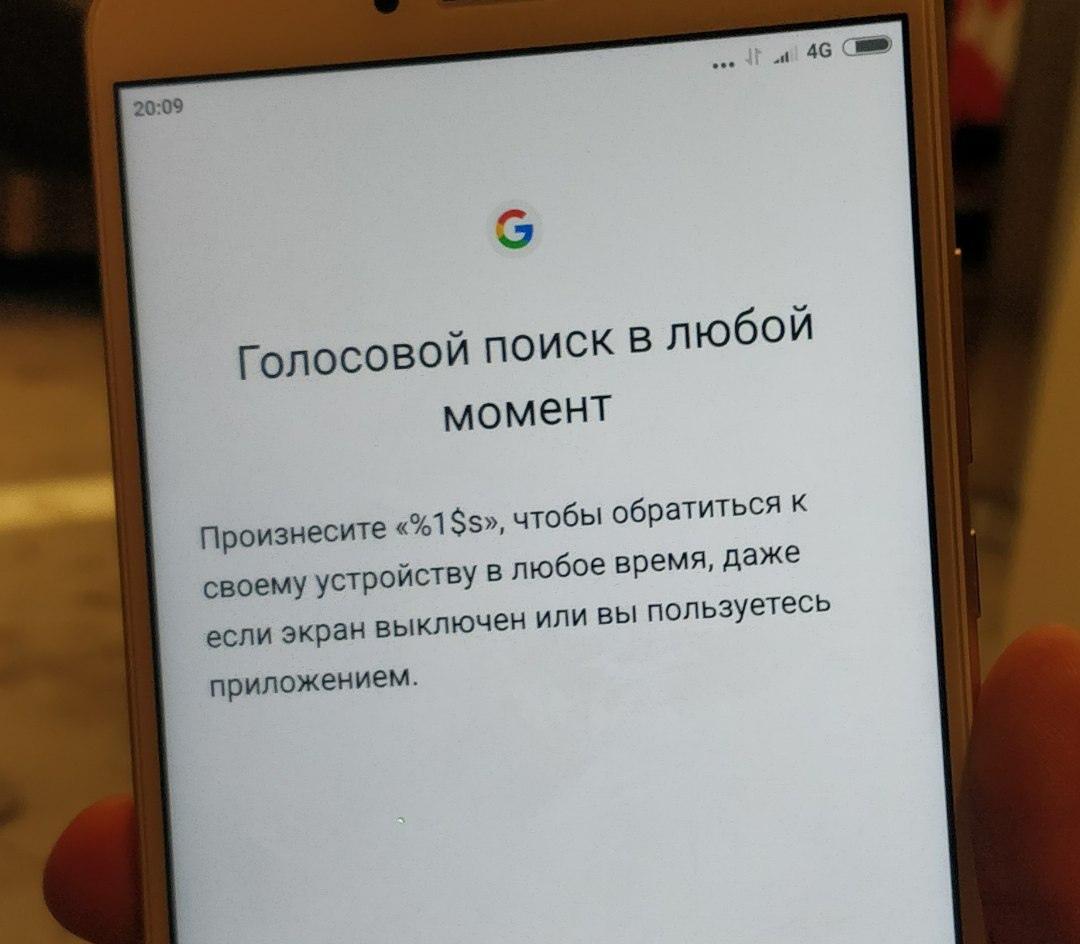 20:09
... 4G
Голосовой поиск в любой
момент
Произнесите «%1$s», чтобы обратиться к
своему устройству в любое время, даже
если экран выключен или вы пользуетесь
приложением.